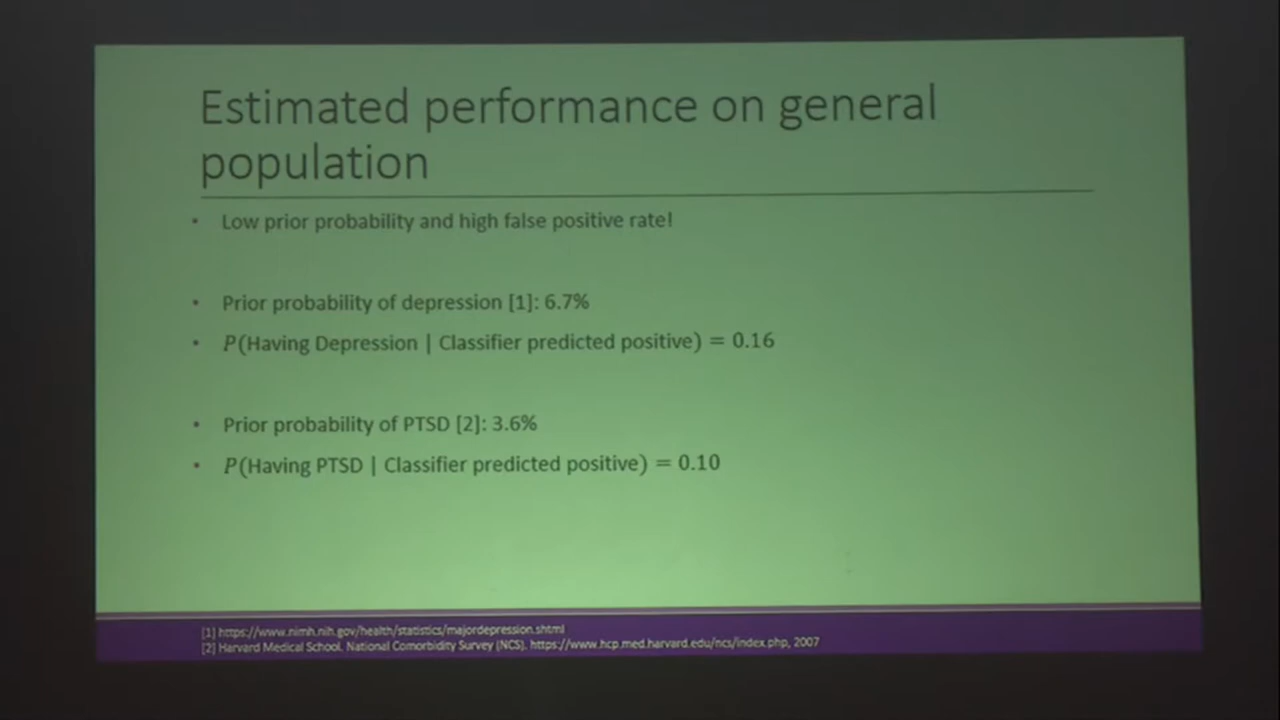 Estimated performance on general
population
• Low prior probability and high false positive rate!
• Prior probability of depression [1]: 6.7%
• P(Having Depression | Classifier predicted positive) = 0.16
• Prior probability of PTSD [2]: 3.6%
• P(Having PTSD | Classifier predicted positive) = 0.10
[1] https://www.nimh.nih.gov/health/statistics/majordepression.shtml
[2] Harvard Medical School. National Comorbidity Survey (NCS). https://www.hcp.med.harvard.edu/ncs/index.php, 2007